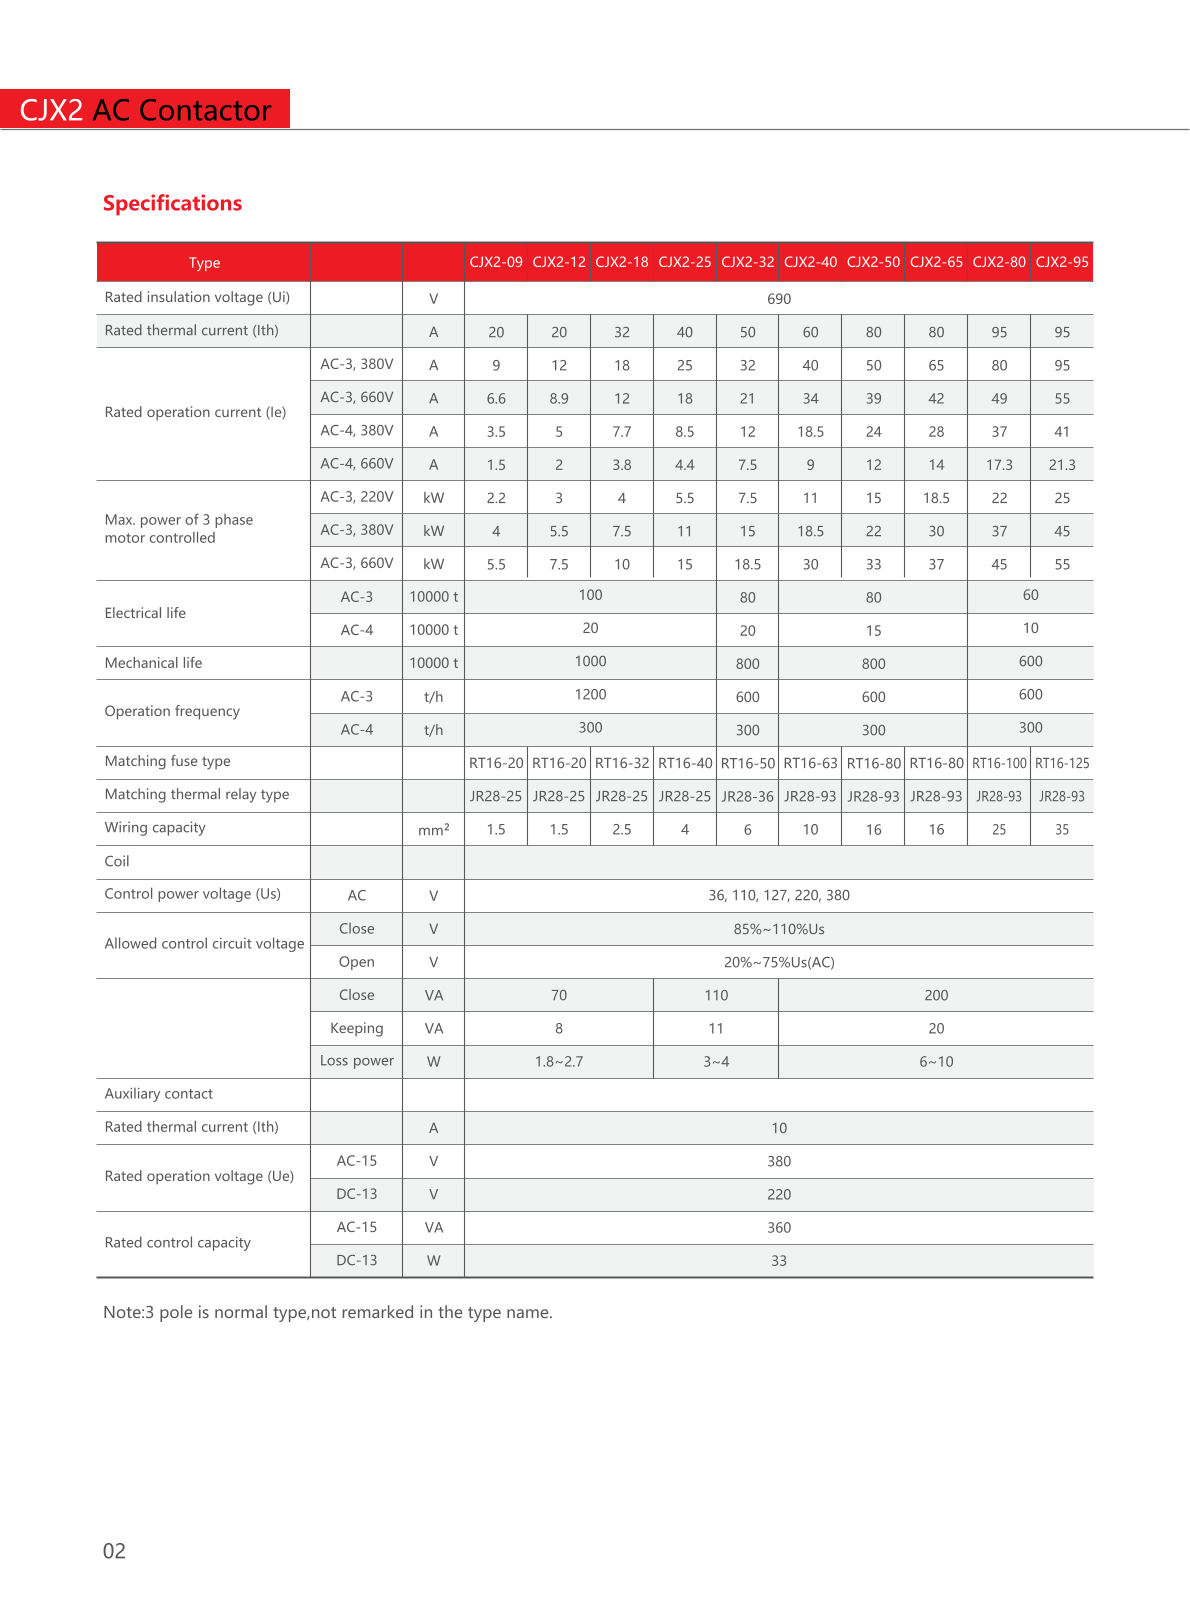 CJX2 AC Contactor
Specifications
Type CJX2-09 CJX2-12 CJX2-18 CJX2-25 CJX2-32 CJX2-40 CJX2-50 CJX2-65 CJX2-80 CJX2-95
Rated insulation voltage (Ui) V 690
Rated thermal current (Ith) A 20 20 32 40 50 60 80 80 95 95
Rated operation current (Ie)
AC-3, 380V A 9 12 18 25 32 40 50 65 80 95
AC-3, 660V A 6.6 8.9 12 18 21 34 39 42 49 55
AC-4, 380V A 3.5 5 7.7 8.5 12 18.5 24 28 37 41
AC-4, 660V A 1.5 2 3.8 4.4 7.5 9 12 14 17.3 21.3
Max. power of 3 phase
motor controlled
AC-3, 220V kW 2.2 3 4 5.5 7.5 11 15 18.5 22 25
AC-3, 380V kW 4 5.5 7.5 11 15 18.5 22 30 37 45
AC-3, 660V kW 5.5 7.5 10 15 18.5 30 33 37 45 55
Electrical life
AC-3 10000 t 100 80 80 60
AC-4 10000 t 20 20 15 10
Mechanical life 10000 t 1000 800 800 600
Operation frequency
AC-3 t/h 1200 600 600 600
AC-4 t/h 300 300 300 300
Matching fuse type RT16-20 RT16-20 RT16-32 RT16-40 RT16-50 RT16-63 RT16-80 RT16-80 RT16-100 RT16-125
Matching thermal relay type JR28-25 JR28-25 JR28-25 JR28-25 JR28-36 JR28-93 JR28-93 JR28-93 JR28-93 JR28-93
Wiring capacity mm² 1.5 1.5 2.5 4 6 10 16 16 25 35
Coil
Control power voltage (Us) AC V 36, 110, 127, 220, 380
Allowed control circuit voltage
Close V 85%~110%Us
Open V 20%~75%Us(AC)
Close VA 70 110 200
Keeping VA 8 11 20
Loss power W 1.8~2.7 3~4 6~10
Auxiliary contact
Rated thermal current (Ith) A 10
Rated operation voltage (Ue)
AC-15 V 380
DC-13 V 220
Rated control capacity
AC-15 VA 360
DC-13 W 33
Note:3 pole is normal type,not remarked in the type name.
02